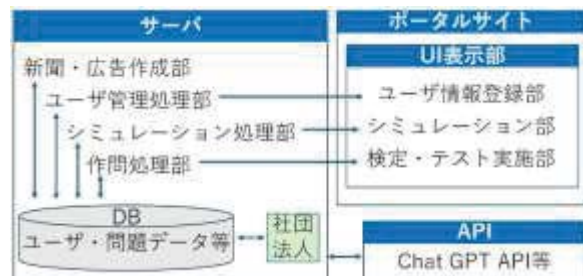 サーバ
新聞・広告作成部
ユーザ管理処理部
シミュレーション処理部
作問処理部
DB
ユーザ・問題データ等
社団
法人
ポータルサイト
UI表示部
ユーザ情報登録部
シミュレーション部
検定・テスト実施部
API
Chat GPT API等